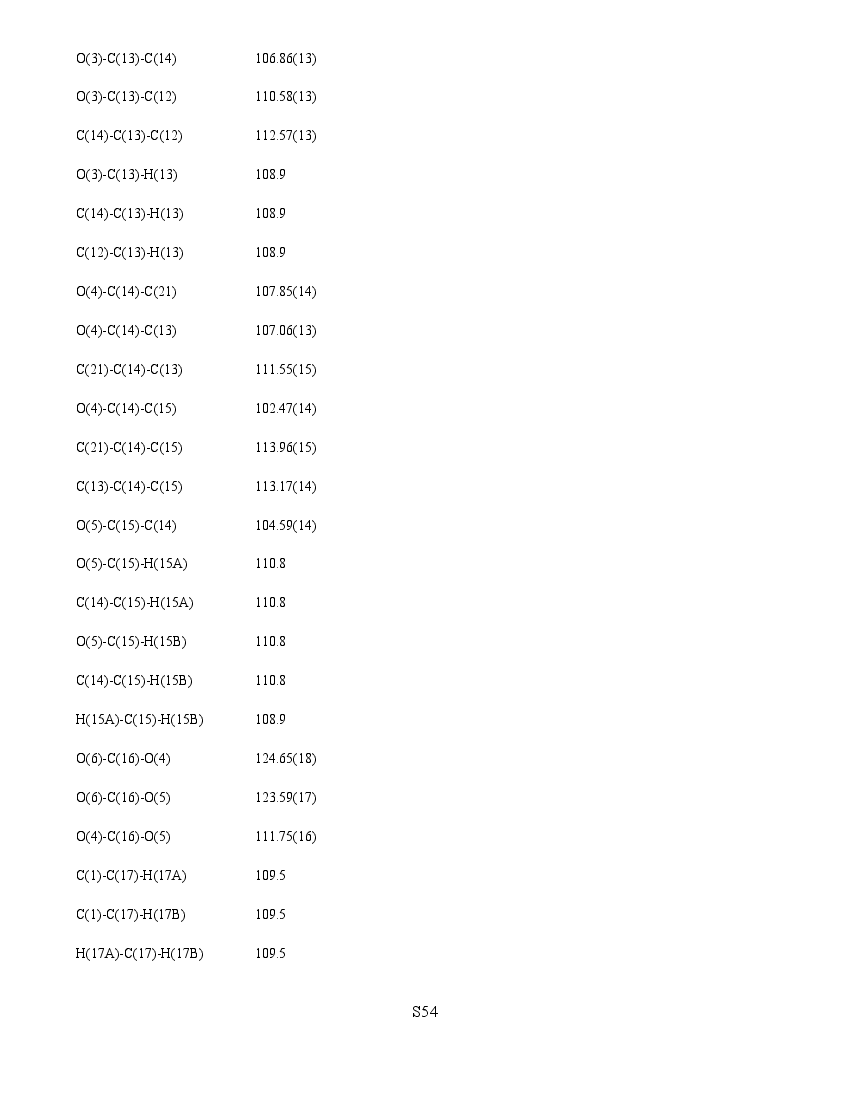 O(3)-C(13)-C(14) 106.86(13)
O(3)-C(13)-C(12) 110.58(13)
C(14)-C(13)-C(12) 112.57(13)
O(3)-C(13)-H(13) 108.9
C(14)-C(13)-H(13) 108.9
C(12)-C(13)-H(13) 108.9
O(4)-C(14)-C(21) 107.85(14)
O(4)-C(14)-C(13) 107.06(13)
C(21)-C(14)-C(13) 111.55(15)
O(4)-C(14)-C(15) 102.47(14)
C(21)-C(14)-C(15) 113.96(15)
C(13)-C(14)-C(15) 113.17(14)
O(5)-C(15)-C(14) 104.59(14)
O(5)-C(15)-H(15A) 110.8
C(14)-C(15)-H(15A) 110.8
O(5)-C(15)-H(15B) 110.8
C(14)-C(15)-H(15B) 110.8
H(15A)-C(15)-H(15B) 108.9
O(6)-C(16)-O(4) 124.65(18)
O(6)-C(16)-O(5) 123.59(17)
O(4)-C(16)-O(5) 111.75(16)
C(1)-C(17)-H(17A) 109.5
C(1)-C(17)-H(17B) 109.5
H(17A)-C(17)-H(17B) 109.5
S54